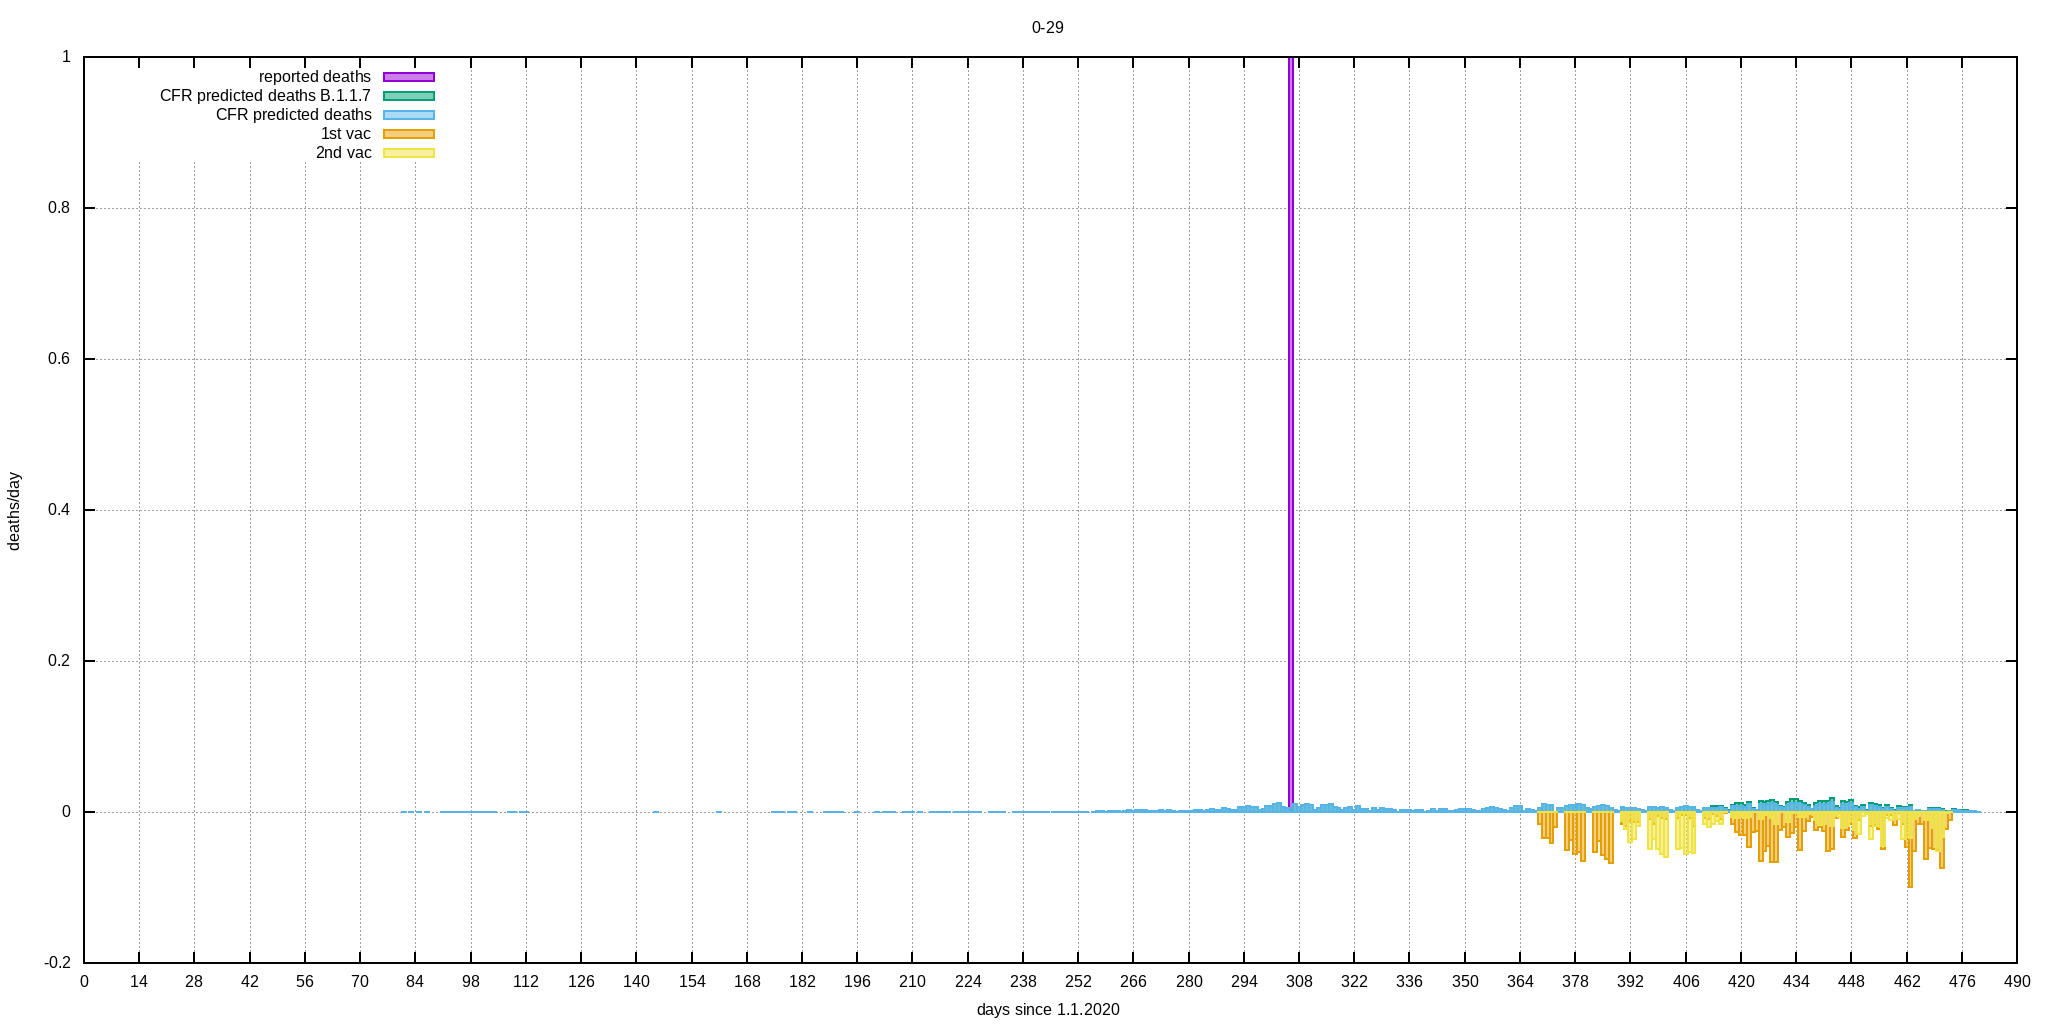 0-29
1
reported deaths
CFR predicted deaths B.1.1.7
CFR predicted deaths
1st vac
2nd vac
0.8
0.6
0.4
deaths/day
0.2
0
-0.2
0 14 28 42 56 70 84 98 112 126 140 154 168 182 196 210 224 238 252 266 280 294 308 322 336 350 364 378 392 406 420 434 448 462 476 490
days since 1.1.2020